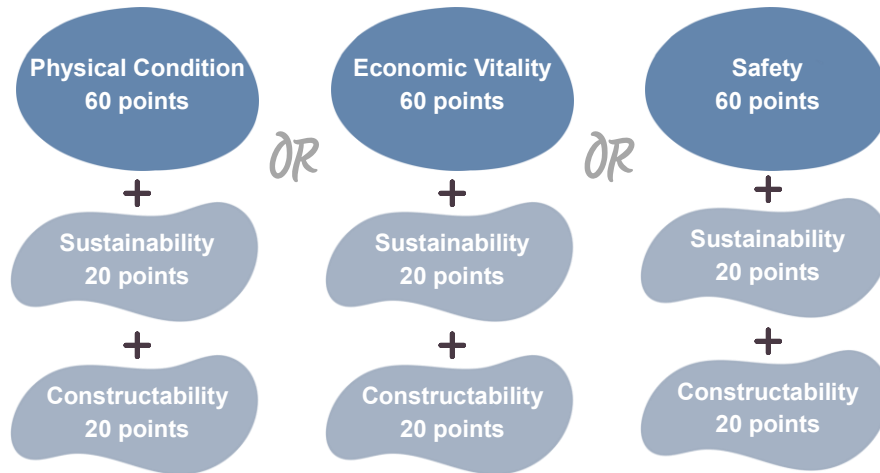 Physical Condition
60 points
OR
Economic Vitality
60 points
OR
Safety
60 points
+
+
+
Sustainability
20 points
Sustainability
20 points
Sustainability
20 points
+
+
+
Constructability
20 points
Constructability
20 points
Constructability
20 points